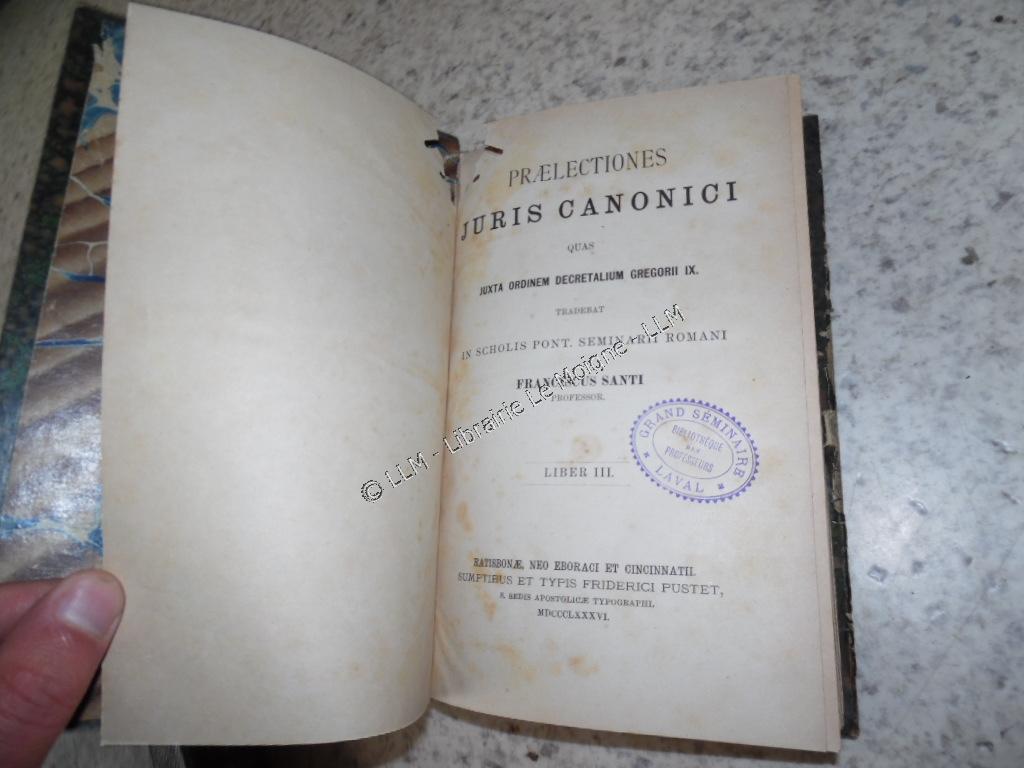 PRÆLECTIONES
JURIS CANONICI
QUAS
JUXTA ORDINEM DECRETALIUM GREGORII IX.
TRADEBAT
IN SCHOLIS PONT. SEMINARII ROMANI
FRANCISCUS SANTI
PROFESSOR.
LIBER III.
GRAND SÉMINAIRE
BIBLIOTHÈQUE
DES
PROFESSEURS
LAVAL
RATISBONÆ, NEO EBORACI ET CINCINNATII.
SUMPTIBUS ET TYPIS FRIDERICI PUSTET,
S. SEDIS APOSTOLICÆ TYPOGRAPHI.
MDCCCLXXXVI.
© LLM - Librairie Le Moigne - LLM